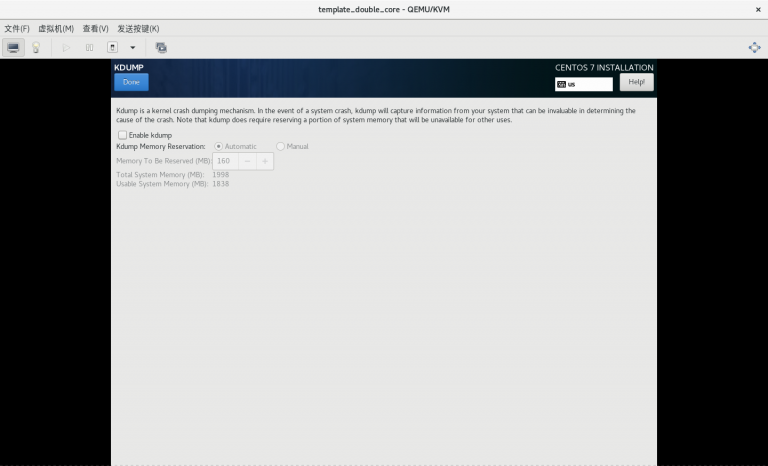 template_double_core - QEMU/KVM
×
文件(F) 虚拟机(M) 查看(V) 发送按键(K)
KDUMP
CENTOS 7 INSTALLATION
Done
us
Help!
Kdump is a kernel crash dumping mechanism. In the event of a system crash, kdump will capture information from your system that can be invaluable in determining the
cause of the crash. Note that kdump does require reserving a portion of system memory that will be unavailable for other uses.
Enable kdump
Kdump Memory Reservation: Automatic Manual
Memory To Be Reserved (MB): 160 − +
Total System Memory (MB): 1998
Usable System Memory (MB): 1838